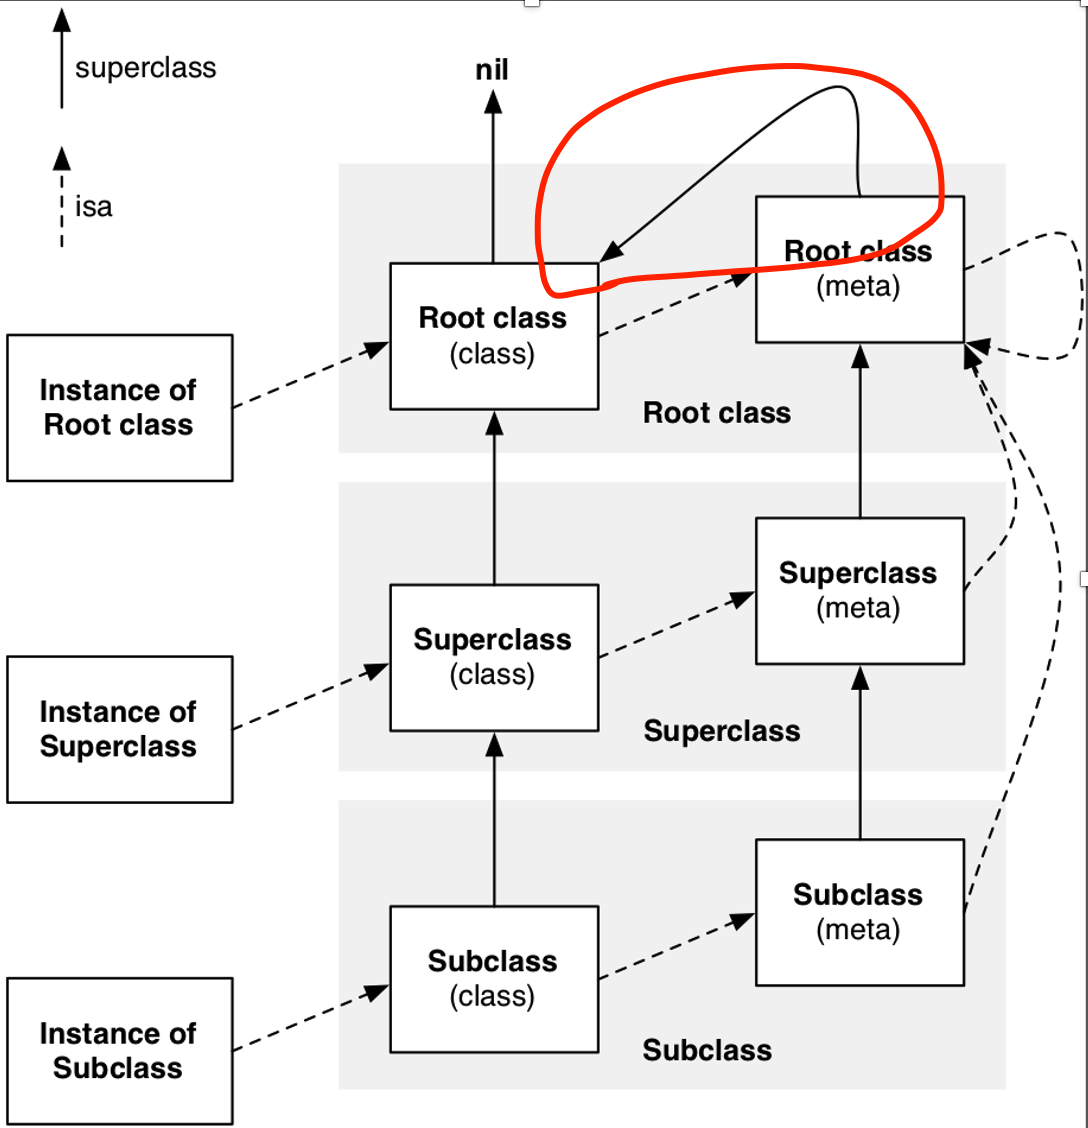 superclass
nil
isa
Root class
(meta)
Root class
(class)
Instance of
Root class
Root class
Superclass
(meta)
Superclass
(class)
Instance of
Superclass
Superclass
Subclass
(meta)
Subclass
(class)
Instance of
Subclass
Subclass